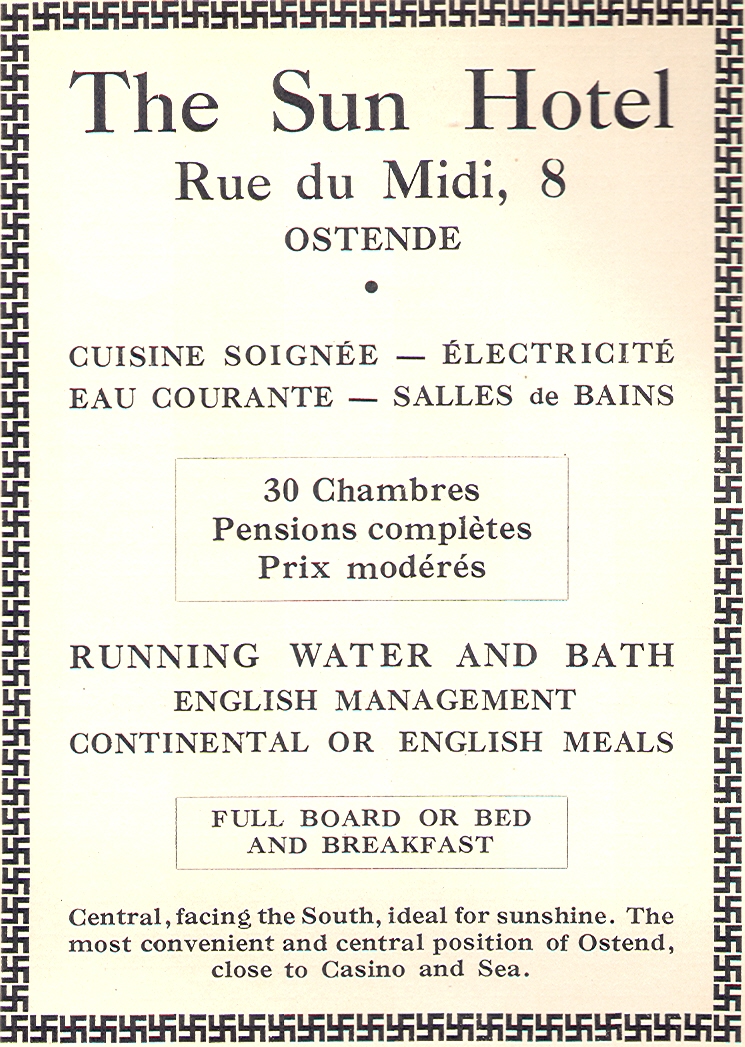 The Sun Hotel
Rue du Midi, 8
OSTENDE
CUISINE SOIGNÉE — ÉLECTRICITÉ
EAU COURANTE — SALLES de BAINS
30 Chambres
Pensions complètes
Prix modérés
RUNNING WATER AND BATH
ENGLISH MANAGEMENT
CONTINENTAL OR ENGLISH MEALS
FULL BOARD OR BED
AND BREAKFAST
Central, facing the South, ideal for sunshine. The
most convenient and central position of Ostend,
close to Casino and Sea.